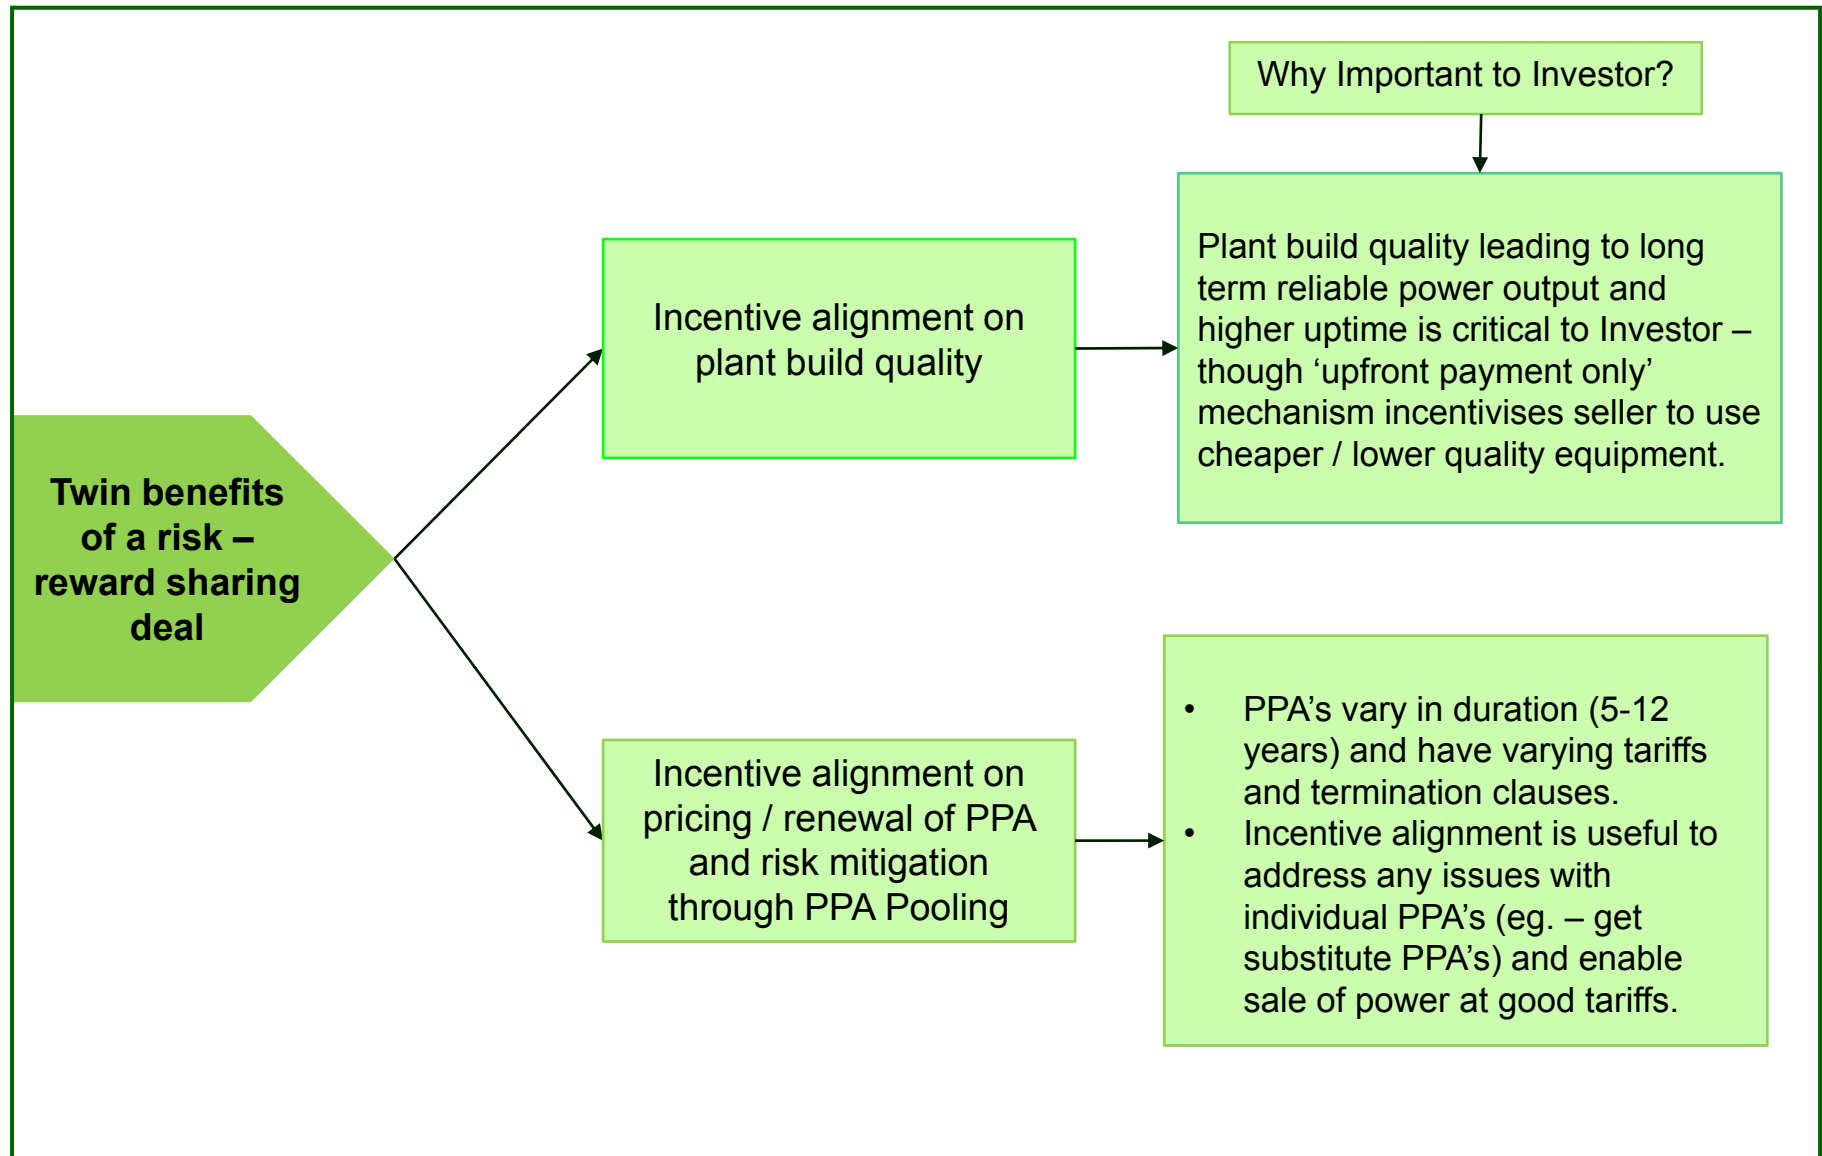 Why Important to Investor?
Twin benefits
of a risk –
reward sharing
deal
Incentive alignment on
plant build quality
Plant build quality leading to long
term reliable power output and
higher uptime is critical to Investor –
though ‘upfront payment only’
mechanism incentivises seller to use
cheaper / lower quality equipment.
Incentive alignment on
pricing / renewal of PPA
and risk mitigation
through PPA Pooling
• PPA’s vary in duration (5-12
years) and have varying tariffs
and termination clauses.
• Incentive alignment is useful to
address any issues with
individual PPA’s (eg. – get
substitute PPA’s) and enable
sale of power at good tariffs.